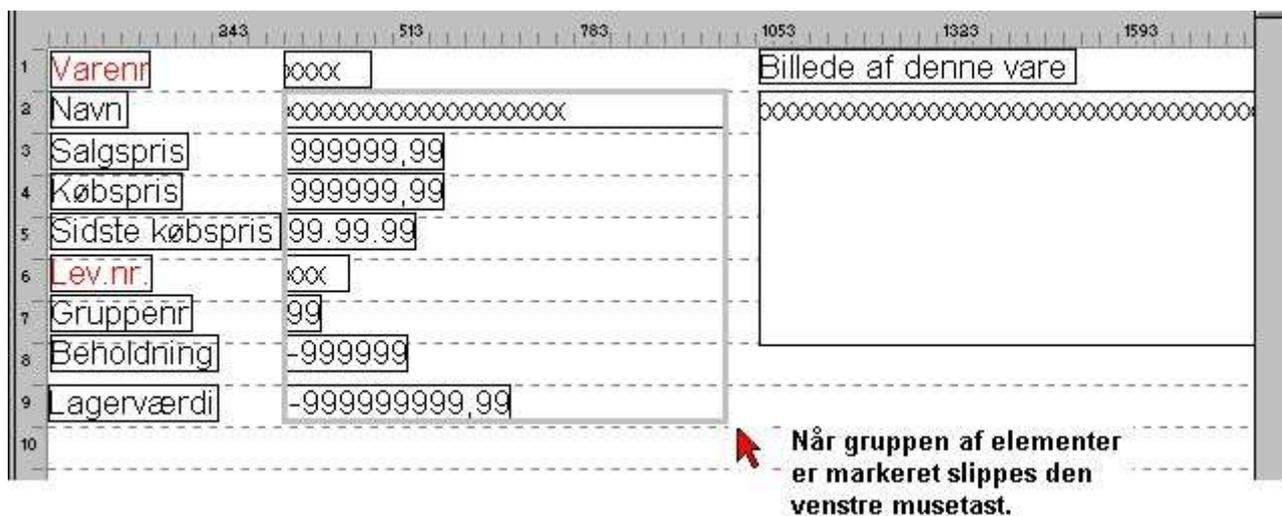 243 513 783 1053 1323 1593
1 Varenr xxxx Billede af denne vare
2 Navn xxxxxxxxxxxxxxxxxxxx xxxxxxxxxxxxxxxxxxxxxxxxxxxxxxxxxxx
3 Salgspris 999999,99
4 Købspris 999999,99
5 Sidste købspris 99.99.99
6 Lev.nr. xxx
7 Gruppenr 99
8 Beholdning -999999
9 Lagerværdi -999999999,99
10 Når gruppen af elementer
er markeret slippes den
venstre musetast.